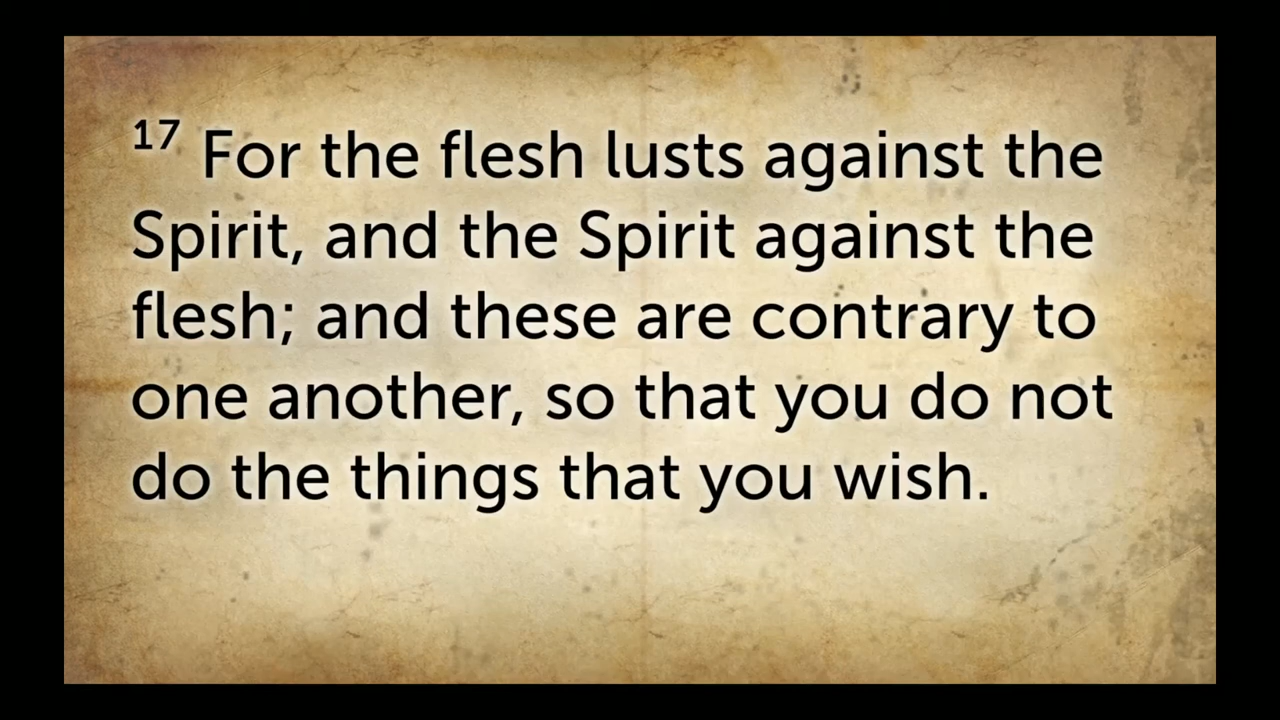 17 For the flesh lusts against the
Spirit, and the Spirit against the
flesh; and these are contrary to
one another, so that you do not
do the things that you wish.